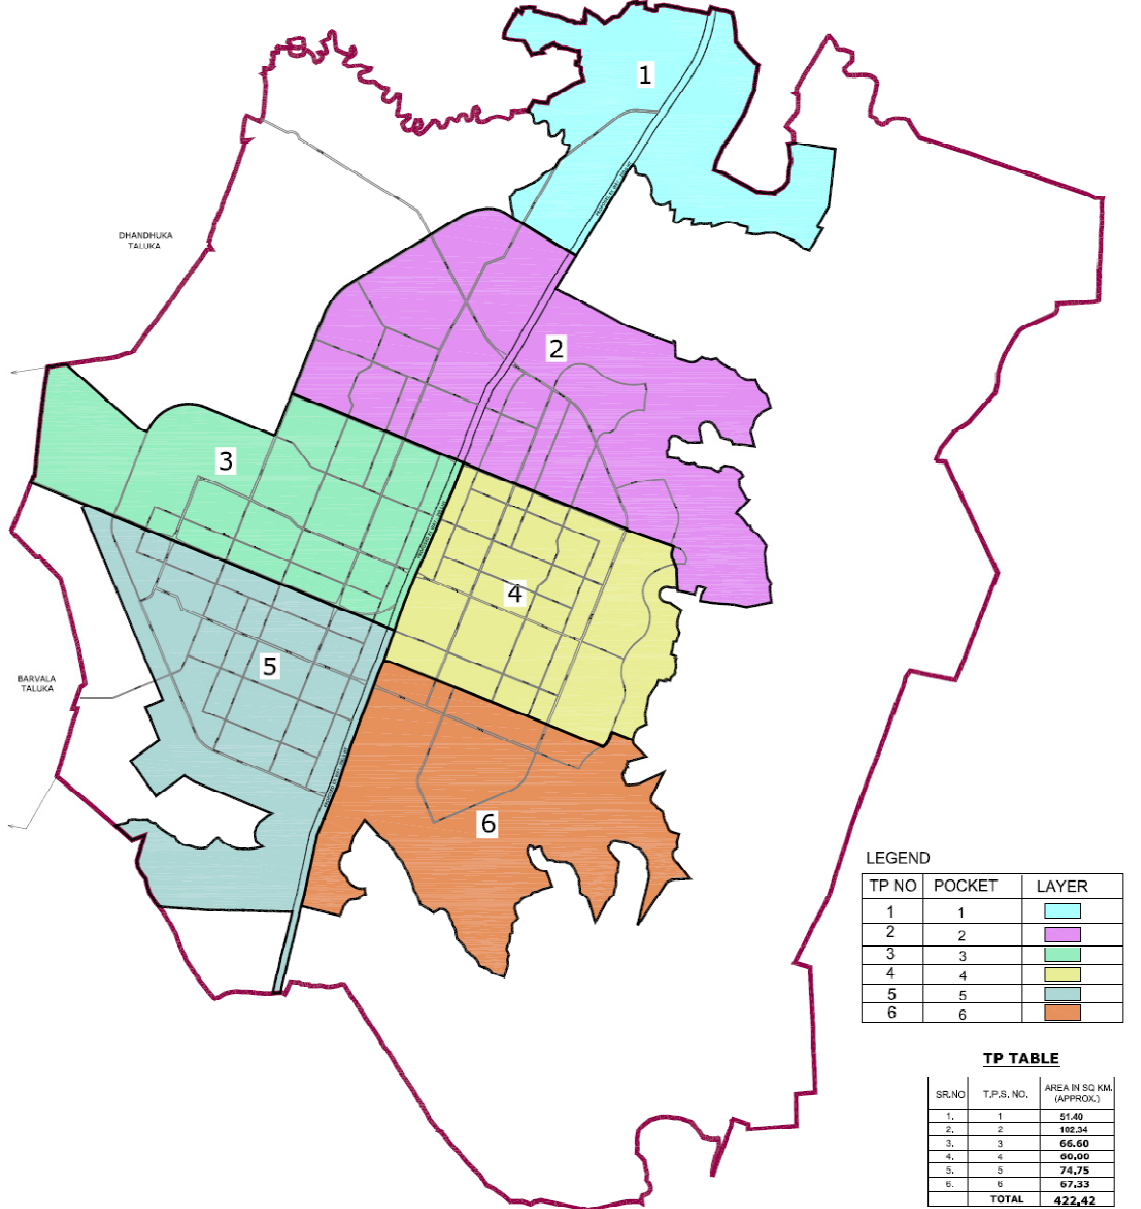 1
DHANDHUKA
TALUKA
2
3
4
5
BARVALA
TALUKA
6
LEGEND
TP NO POCKET LAYER
1 1
2 2
3 3
4 4
5 5
6 6
TP TABLE
SR.NO T.P.S. NO. AREA IN SQ KM.
(APPROX.)
1. 1 51.40
2. 2 102.34
3. 3 66.60
4. 4 60.00
5. 5 74.75
6. 6 67.33
TOTAL 422.42